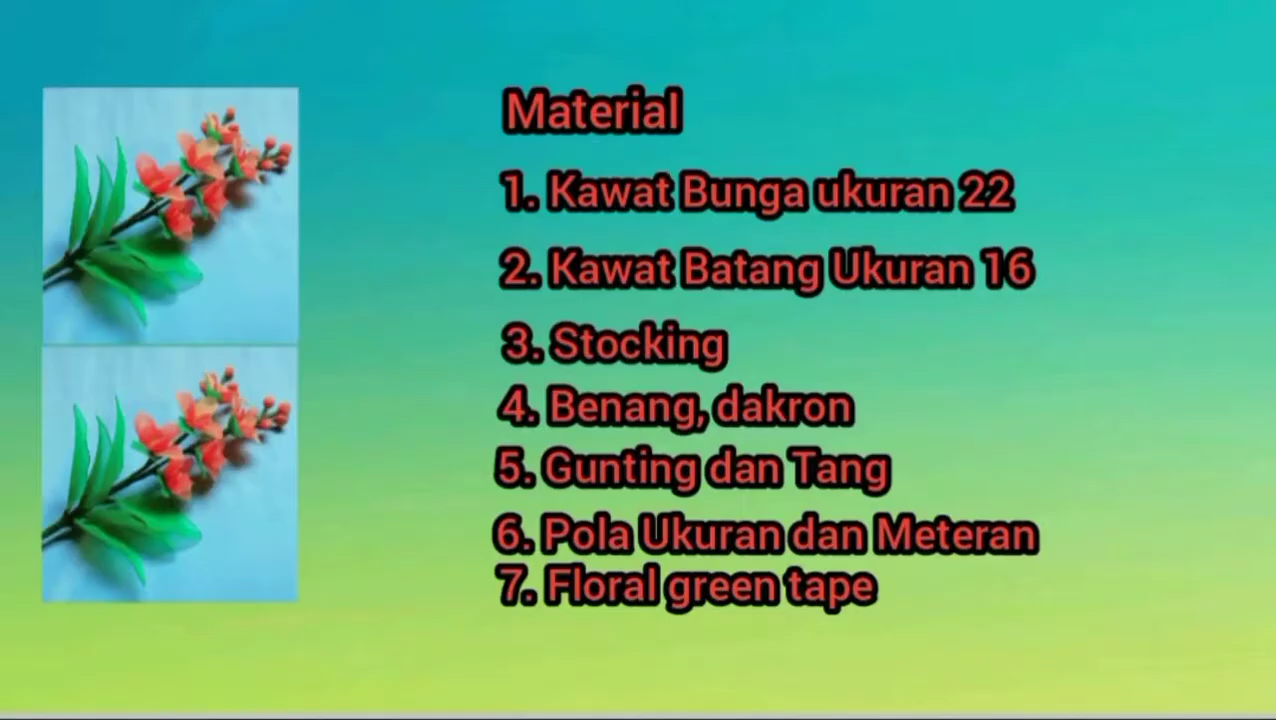 Material
1. Kawat Bunga ukuran 22
2. Kawat Batang Ukuran 16
3. Stocking
4. Benang, dakron
5. Gunting dan Tang
6. Pola Ukuran dan Meteran
7. Floral green tape